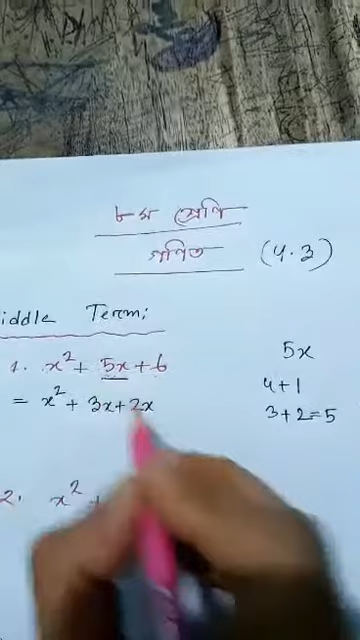 ৮ম শ্রেণি
গণিত (4.3)
iddle Term;
1. x² + 5x + 6
= x² + 3x + 2x
5x
4+1
3+2=5
2. x² +